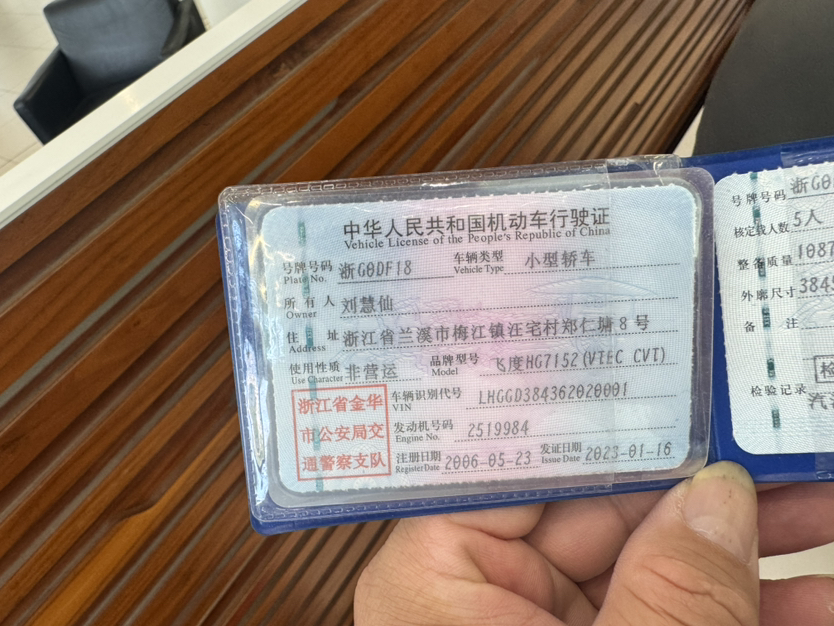 中华人民共和国机动车行驶证
Vehicle License of the People's Republic of China
号牌号码 浙G0DF18 车辆类型 小型轿车
Plate No. Vehicle Type
所有人 刘慧仙
Owner
住址 浙江省兰溪市梅江镇汪宅村郑仁塘8号
Address
使用性质 非营运 品牌型号 飞度HG7152(VTEC CVT)
Use Character Model
浙江省金华
市公安局交
通警察支队
车辆识别代号 LHGGD384362020001
VIN
发动机号码 2519984
Engine No.
注册日期 2006-05-23 发证日期 2023-01-16
Register Date Issue Date
号牌号码 浙G0
核定载人数 5人
整备质量 108
外廓尺寸 384
备注
检验记录